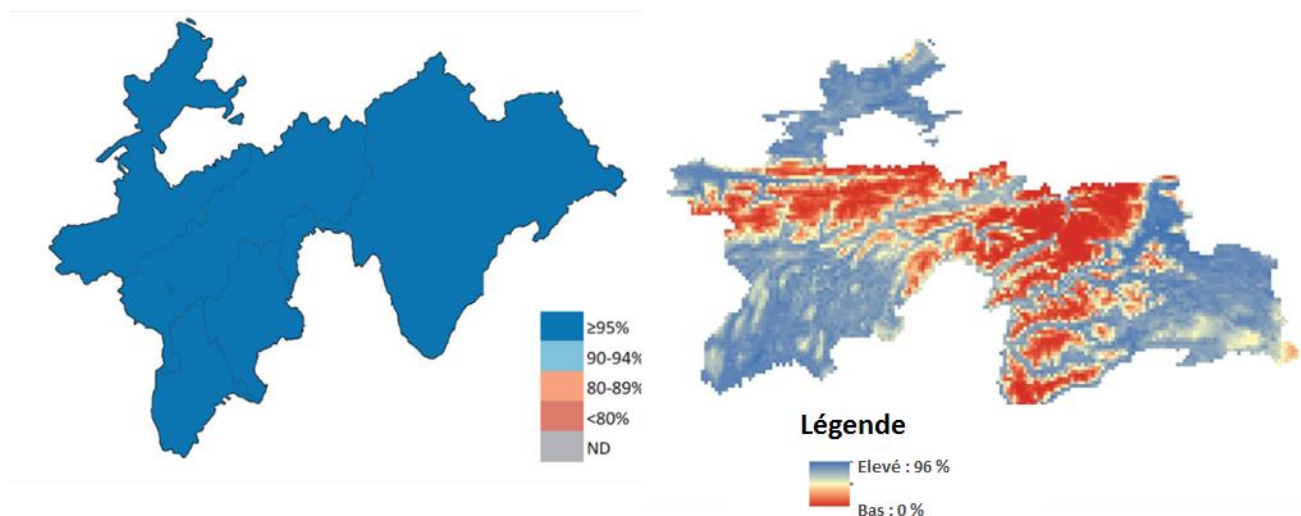 ≥95%
90-94%
80-89%
<80%
ND
Légende
Elevé : 96 %
Bas : 0 %